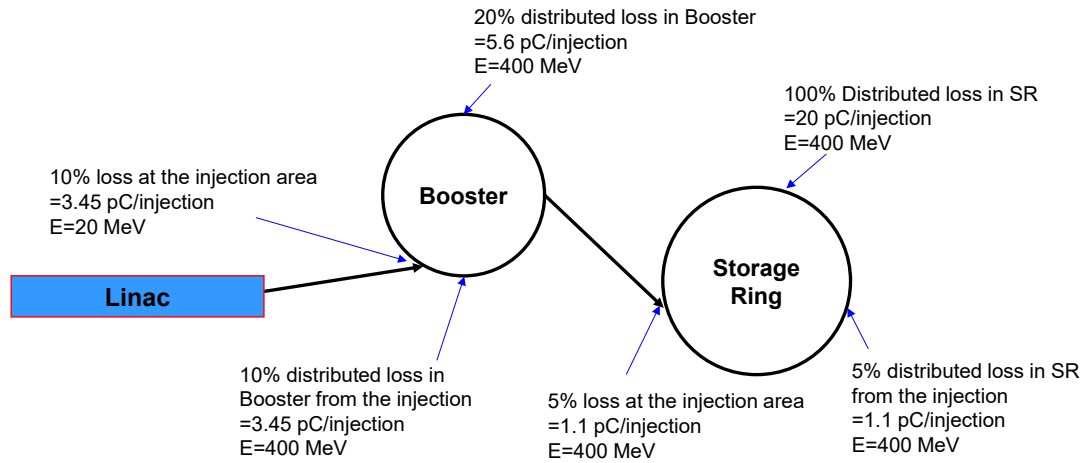 20% distributed loss in Booster
=5.6 pC/injection
E=400 MeV
100% Distributed loss in SR
=20 pC/injection
E=400 MeV
10% loss at the injection area
=3.45 pC/injection
E=20 MeV
Booster
Storage
Ring
Linac
10% distributed loss in
Booster from the injection
=3.45 pC/injection
E=400 MeV
5% loss at the injection area
=1.1 pC/injection
E=400 MeV
5% distributed loss in SR
from the injection
=1.1 pC/injection
E=400 MeV